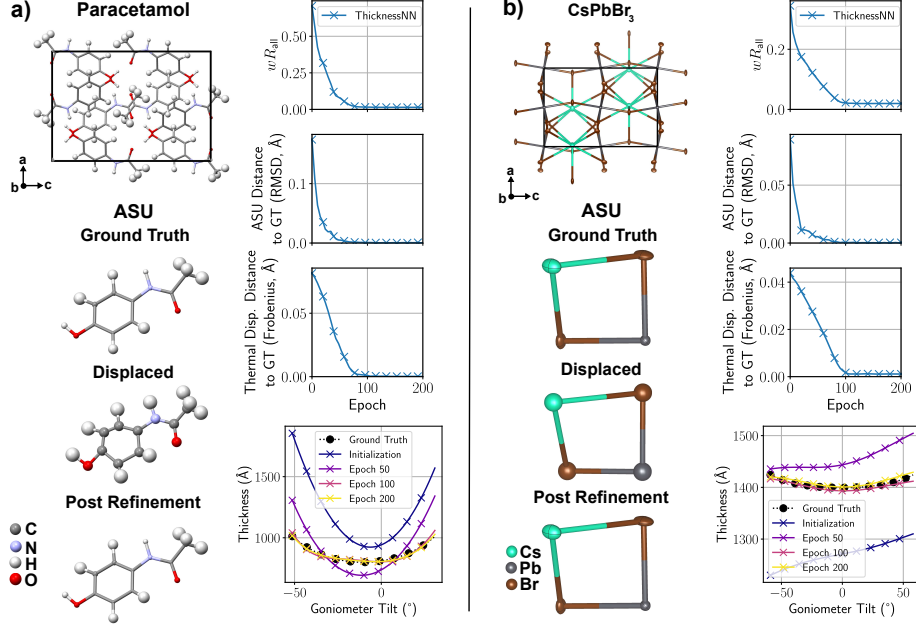 a)
Paracetamol
a
b
c
ASU
Ground Truth
Displaced
Post Refinement
C
N
H
O
ThicknessNN
wR_all
0.50
0.25
0.00
ASU Distance
to GT (RMSD, Å)
0.1
0.0
Thermal Disp. Distance
to GT (Frobenius, Å)
0.05
0.00
0
100
200
Epoch
Ground Truth
Initialization
Epoch 50
Epoch 100
Epoch 200
Thickness (Å)
1500
1000
−50
0
Goniometer Tilt (°)
b)
CsPbBr₃
a
b
c
ASU
Ground Truth
Displaced
Post Refinement
Cs
Pb
Br
ThicknessNN
wR_all
0.2
0.0
ASU Distance
to GT (RMSD, Å)
0.05
0.00
Thermal Disp. Distance
to GT (Frobenius, Å)
0.04
0.02
0.00
0
100
200
Epoch
Thickness (Å)
1500
1400
1300
Ground Truth
Initialization
Epoch 50
Epoch 100
Epoch 200
−50
0
50
Goniometer Tilt (°)